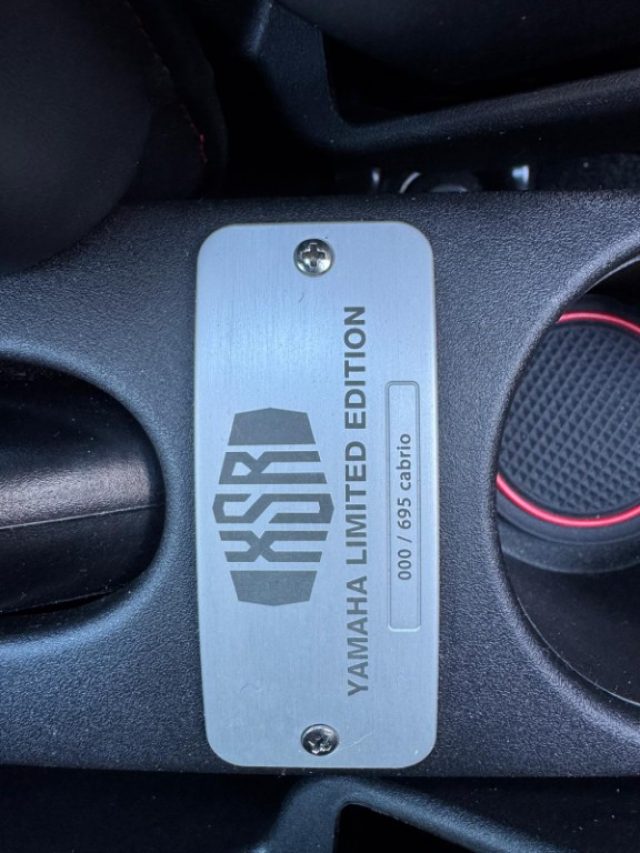 XSR
YAMAHA LIMITED EDITION
000 / 695 cabrio